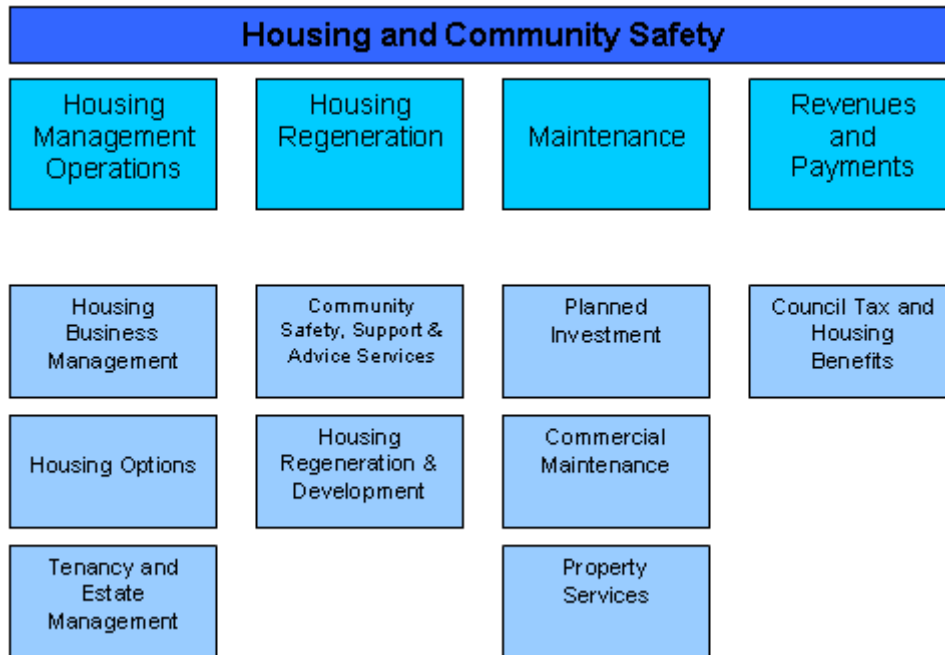 Housing and Community Safety
Housing
Management
Operations
Housing
Regeneration
Maintenance
Revenues
and
Payments
Housing
Business
Management
Community
Safety, Support &
Advice Services
Planned
Investment
Council Tax and
Housing
Benefits
Housing Options
Housing
Regeneration &
Development
Commercial
Maintenance
Tenancy and
Estate
Management
Property
Services